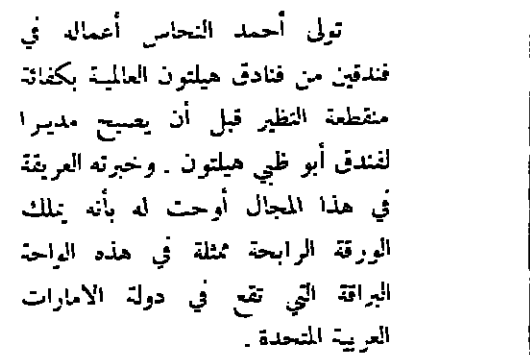 تولى أحمد النحاس أعماله في
فندقين من فنادق هيلتون العالمية بكفائة
منقطعة النظير قبل أن يصبح مديرا
لفندق أبو ظبي هيلتون . وخبرته العريقة
في هذا المجال أوحت له بأنه يملك
الورقة الرابحة ممثلة في هذه الواحة
البراقة التي تقع في دولة الامارات
العربية المتحدة .